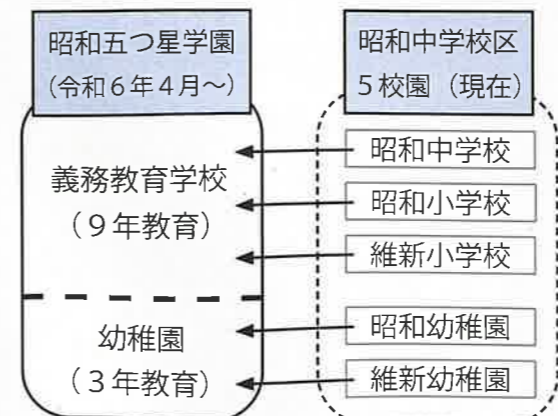 昭和五つ星学園
(令和６年４月～)
義務教育学校
(９年教育)
幼稚園
(３年教育)
昭和中学校区
５校園 (現在)
昭和中学校
昭和小学校
維新小学校
昭和幼稚園
維新幼稚園